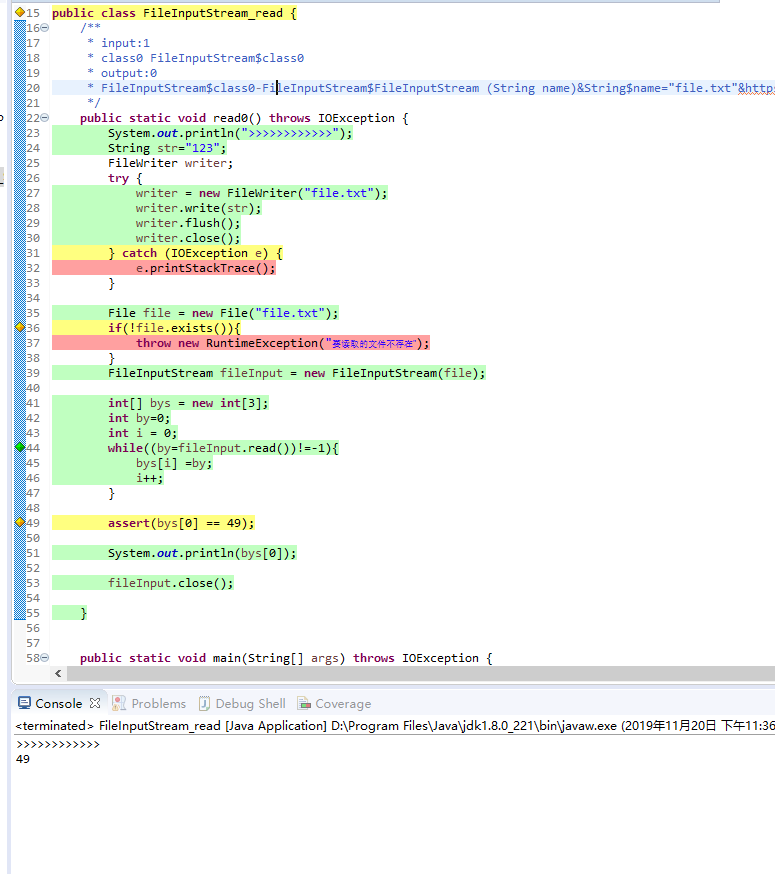 15 public class FileInputStream_read {
16 /**
17 * input:1
18 * class0 FileInputStream$class0
19 * output:0
20 * FileInputStream$class0-FileInputStream$FileInputStream (String name)&String$name="file.txt"&http
21 */
22 public static void read0() throws IOException {
23 System.out.println(">>>>>>>>>>>>");
24 String str="123";
25 FileWriter writer;
26 try {
27 writer = new FileWriter("file.txt");
28 writer.write(str);
29 writer.flush();
30 writer.close();
31 } catch (IOException e) {
32 e.printStackTrace();
33 }
34
35 File file = new File("file.txt");
36 if(!file.exists()){
37 throw new RuntimeException("要读取的文件不存在");
38 }
39 FileInputStream fileInput = new FileInputStream(file);
40
41 int[] bys = new int[3];
42 int by=0;
43 int i = 0;
44 while((by=fileInput.read())!=-1){
45 bys[i] =by;
46 i++;
47 }
48
49 assert(bys[0] == 49);
50
51 System.out.println(bys[0]);
52
53 fileInput.close();
54
55 }
56
57
58 public static void main(String[] args) throws IOException {
Console Problems Debug Shell Coverage
<terminated> FileInputStream_read [Java Application] D:\Program Files\Java\jdk1.8.0_221\bin\javaw.exe (2019年11月20日 下午11:36
>>>>>>>>>>>>
49